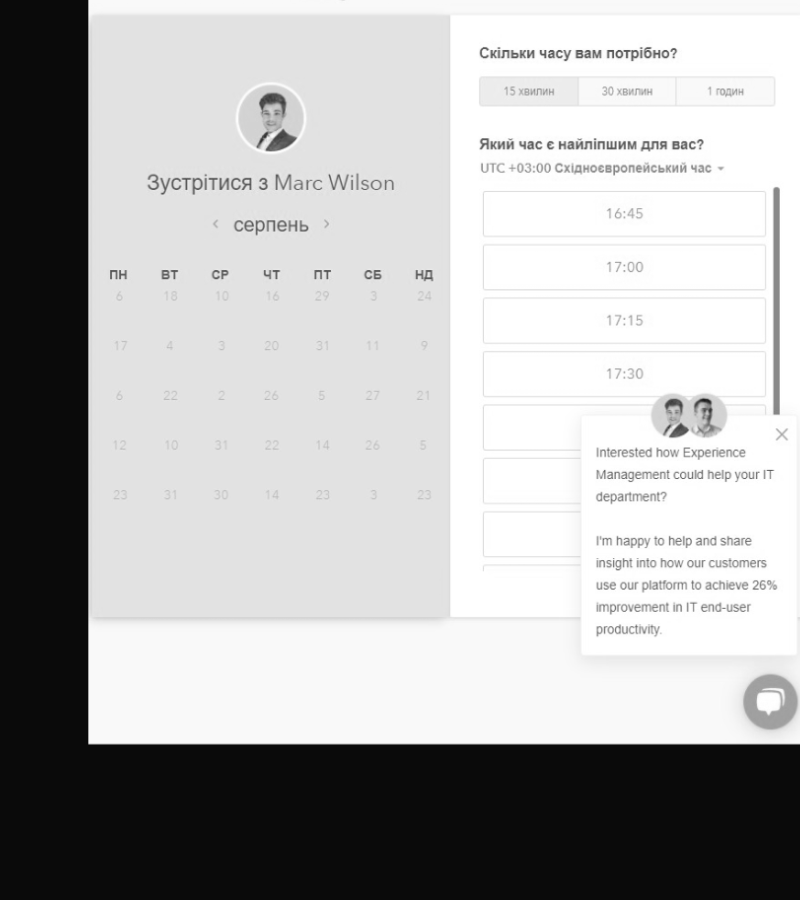 Зустрітися з Marc Wilson
< серпень >
ПН ВТ СР ЧТ ПТ СБ НД
6 18 10 16 29 3 24
17 4 3 20 31 11 9
6 22 2 26 5 27 21
12 10 31 22 14 26 5
23 31 30 14 23 3 23
Скільки часу вам потрібно?
15 хвилин 30 хвилин 1 годин
Який час є найліпшим для вас?
UTC +03:00 Східноєвропейський час
16:45
17:00
17:15
17:30
Interested how Experience
Management could help your IT
department?
I'm happy to help and share
insight into how our customers
use our platform to achieve 26%
improvement in IT end-user
productivity.